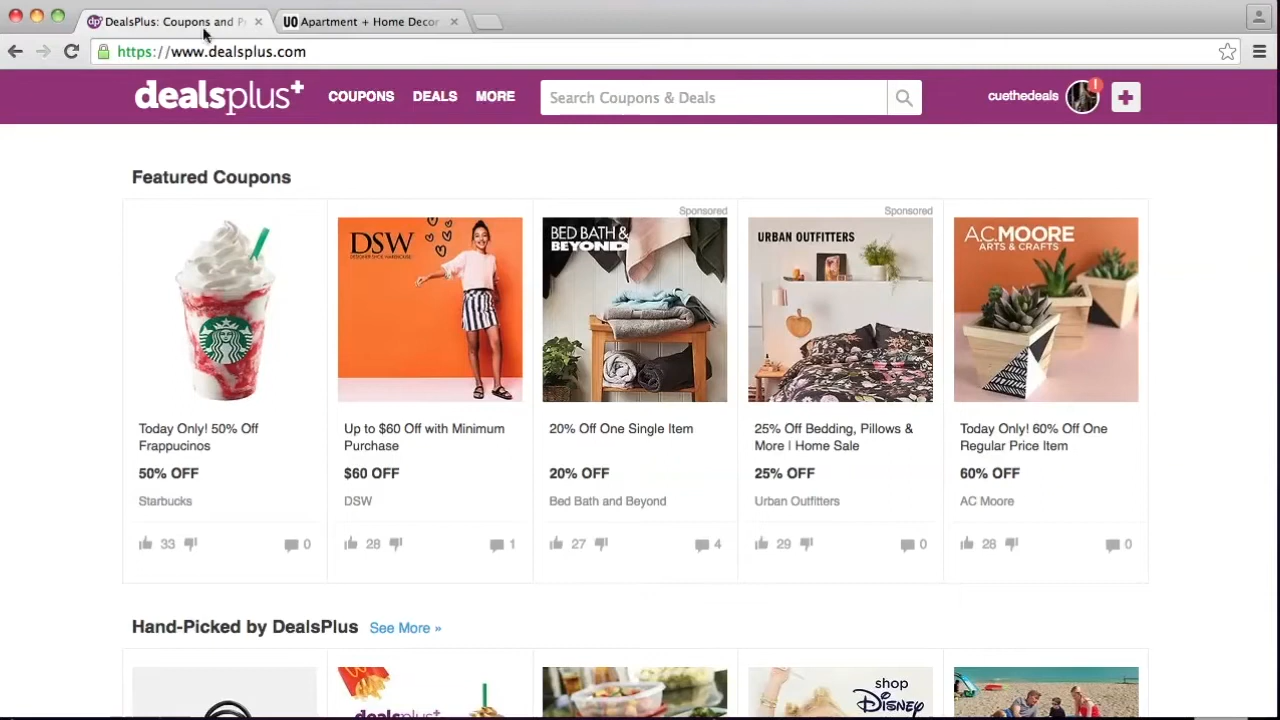 DealsPlus: Coupons and P
UO Apartment + Home Decor
https://www.dealsplus.com
dealsplus+
COUPONS
DEALS
MORE
Search Coupons & Deals
cuethedeals
Featured Coupons
Sponsored
Sponsored
DSW
BED BATH &
BEYOND
URBAN OUTFITTERS
A.C.MOORE
ARTS & CRAFTS
Today Only! 50% Off
Frappucinos
50% OFF
Starbucks
33
0
Up to $60 Off with Minimum
Purchase
$60 OFF
DSW
28
1
20% Off One Single Item
20% OFF
Bed Bath and Beyond
27
4
25% Off Bedding, Pillows &
More | Home Sale
25% OFF
Urban Outfitters
29
0
Today Only! 60% Off One
Regular Price Item
60% OFF
AC Moore
28
0
Hand-Picked by DealsPlus
See More »
dealsplus+
shop
Disney